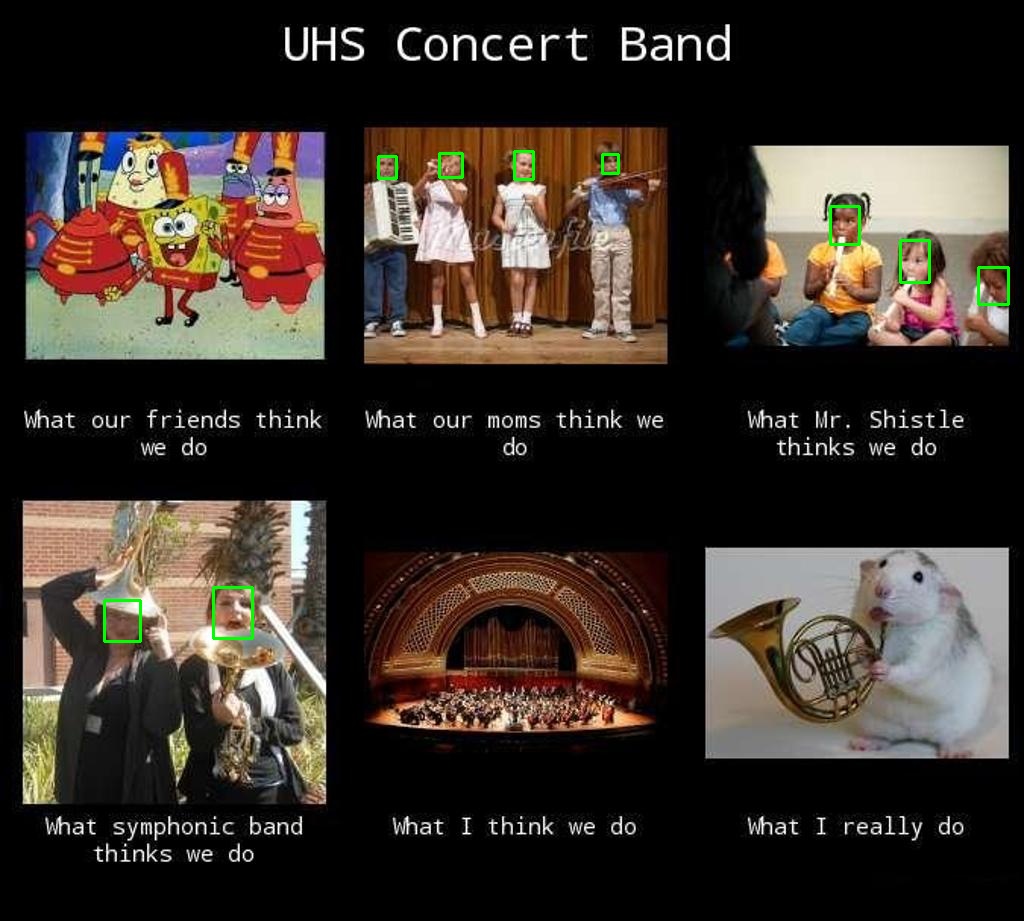 UHS Concert Band
What our friends think
we do
What our moms think we
do
What Mr. Shistle
thinks we do
Masterfile
What symphonic band
thinks we do
What I think we do
What I really do